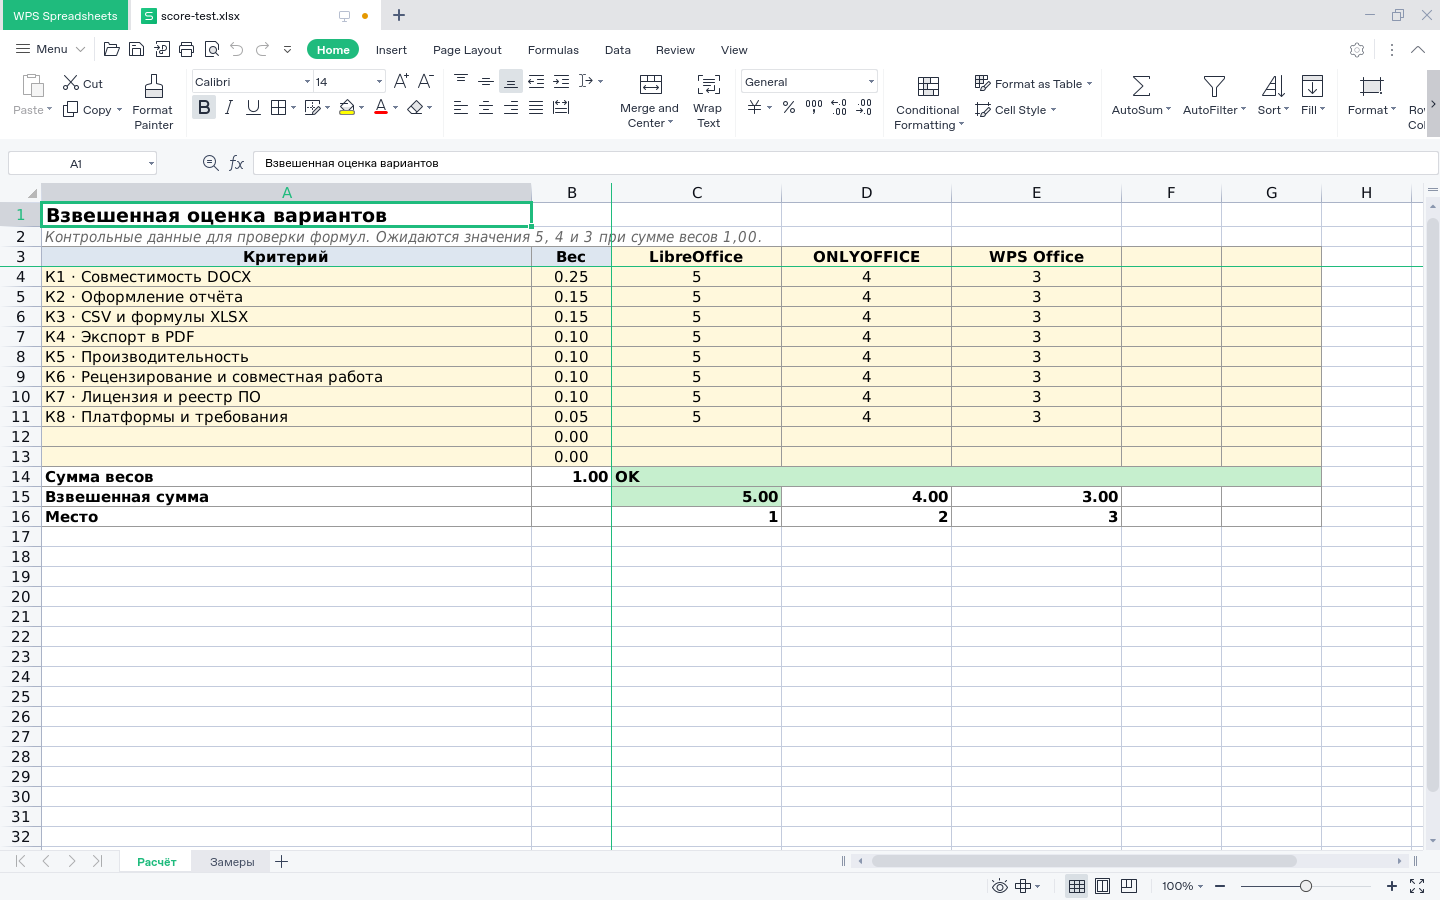 WPS Spreadsheets score-test.xlsx
Menu Home Insert Page Layout Formulas Data Review View
Paste Cut Copy Format Painter Calibri 14 Merge and Center Wrap Text General Conditional Formatting Format as Table Cell Style AutoSum AutoFilter Sort Fill Format
A1 fx Взвешенная оценка вариантов
A B C D E F G H
1 Взвешенная оценка вариантов
2 Контрольные данные для проверки формул. Ожидаются значения 5, 4 и 3 при сумме весов 1,00.
3 Критерий Вес LibreOffice ONLYOFFICE WPS Office
4 К1 · Совместимость DOCX 0.25 5 4 3
5 К2 · Оформление отчёта 0.15 5 4 3
6 К3 · CSV и формулы XLSX 0.15 5 4 3
7 К4 · Экспорт в PDF 0.10 5 4 3
8 К5 · Производительность 0.10 5 4 3
9 К6 · Рецензирование и совместная работа 0.10 5 4 3
10 К7 · Лицензия и реестр ПО 0.10 5 4 3
11 К8 · Платформы и требования 0.05 5 4 3
12 0.00
13 0.00
14 Сумма весов 1.00 OK
15 Взвешенная сумма 5.00 4.00 3.00
16 Место 1 2 3
17
18
19
20
21
22
23
24
25
26
27
28
29
30
31
32
Расчёт Замеры
100%